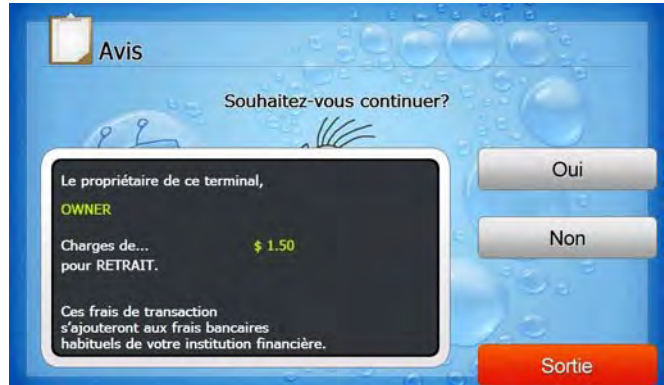 Avis
Souhaitez-vous continuer?
Le propriétaire de ce terminal,
OWNER
Charges de... $ 1.50
pour RETRAIT.
Ces frais de transaction
s'ajouteront aux frais bancaires
habituels de votre institution financière.
Oui
Non
Sortie